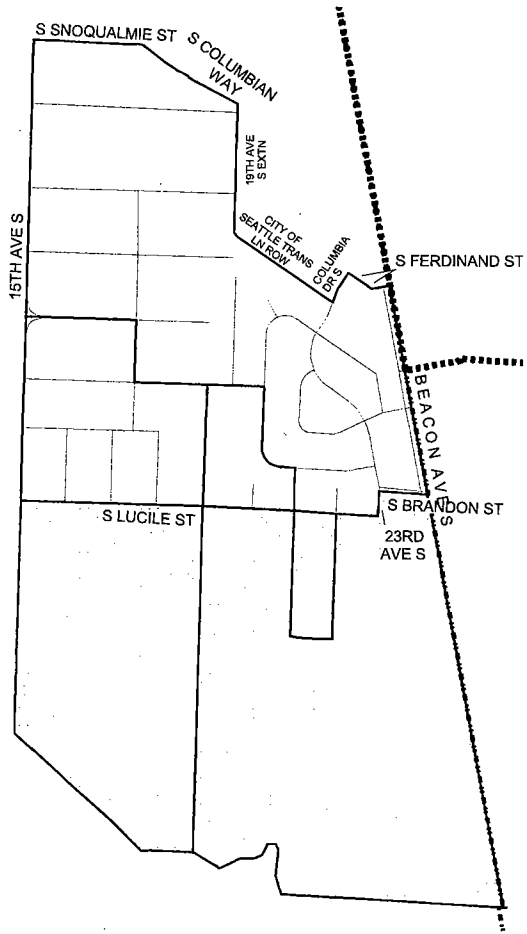 S SNOQUALMIE ST
S COLUMBIAN
WAY
19TH AVE
S EXTN
CITY OF
SEATTLE TRANS
LN ROW
COLUMBIA
DR S
S FERDINAND ST
15TH AVE S
BEACON AVE S
S BRANDON ST
S LUCILE ST
23RD
AVE S